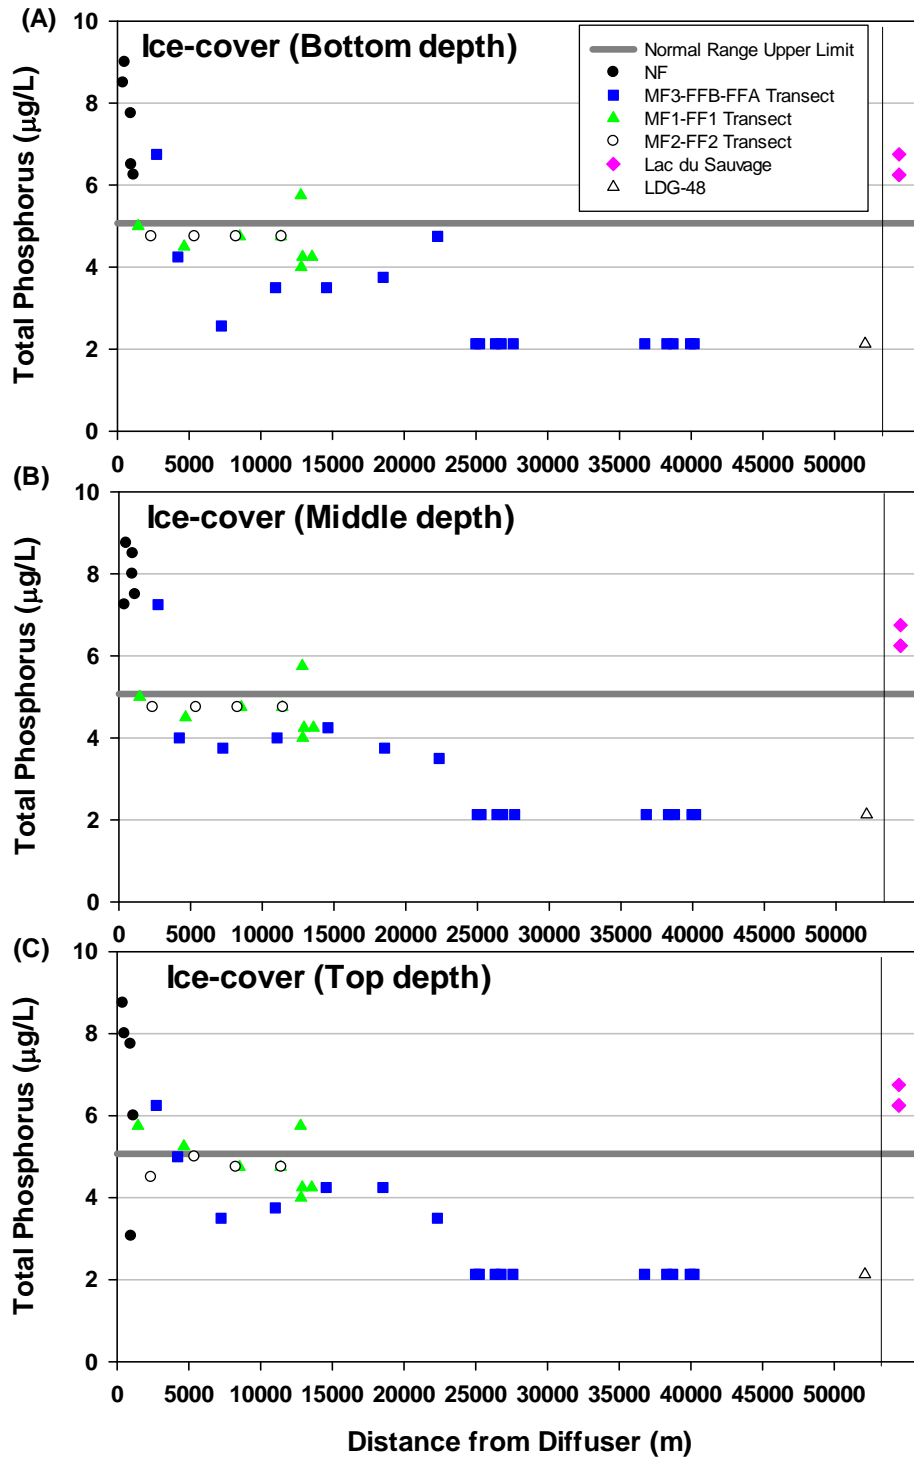 (A)
Ice-cover (Bottom depth)
Normal Range Upper Limit
NF
MF3-FFB-FFA Transect
MF1-FF1 Transect
MF2-FF2 Transect
Lac du Sauvage
LDG-48
Total Phosphorus (µg/L)
10
8
6
4
2
0
0 5000 10000 15000 20000 25000 30000 35000 40000 45000 50000
(B)
Ice-cover (Middle depth)
Total Phosphorus (µg/L)
10
8
6
4
2
0
0 5000 10000 15000 20000 25000 30000 35000 40000 45000 50000
(C)
Ice-cover (Top depth)
Total Phosphorus (µg/L)
10
8
6
4
2
0
0 5000 10000 15000 20000 25000 30000 35000 40000 45000 50000
Distance from Diffuser (m)